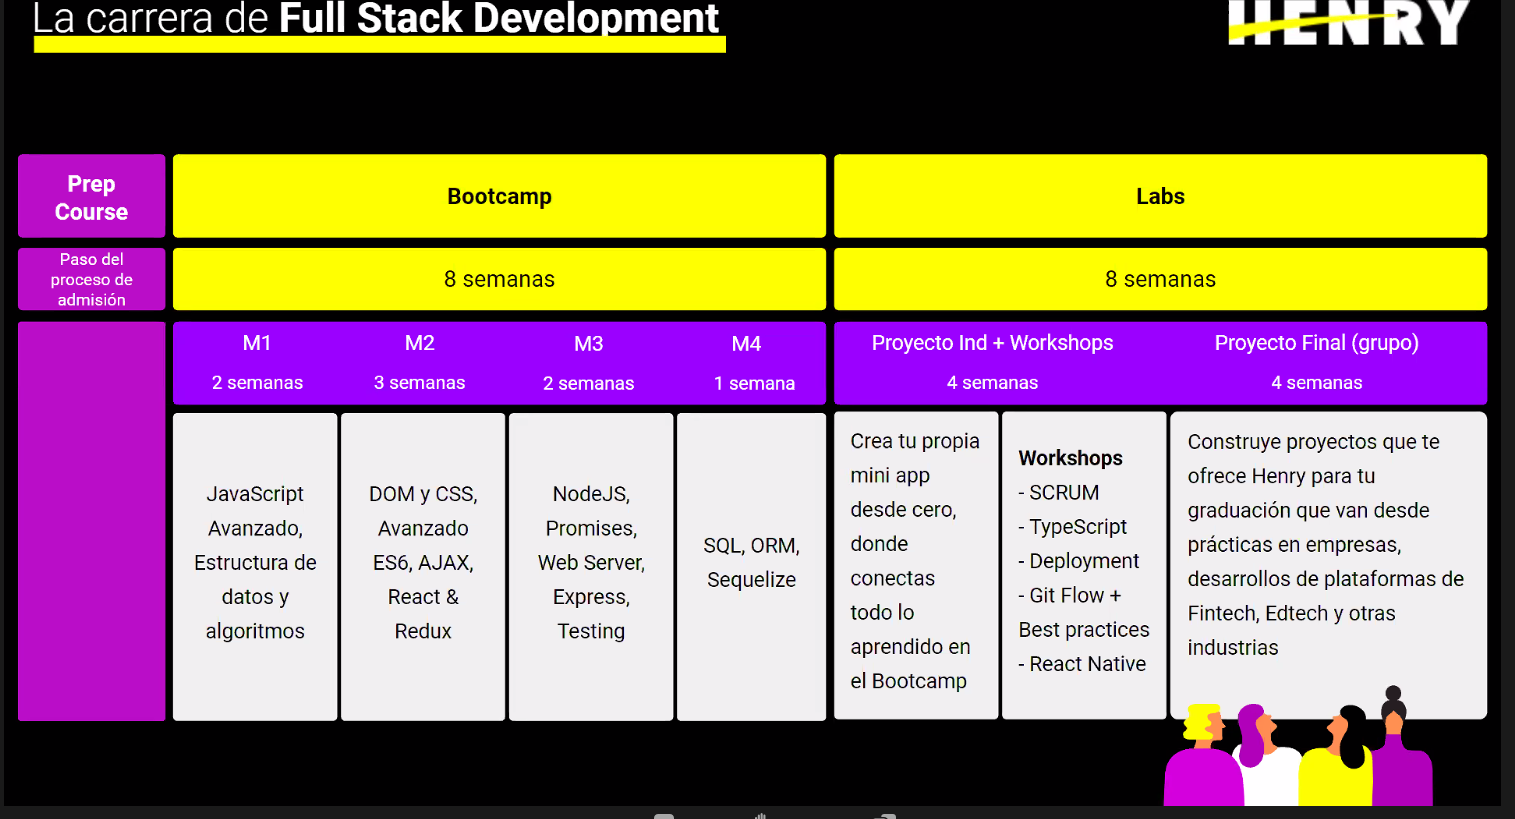 La carrera de Full Stack Development
HENRY
Prep
Course
Bootcamp
Labs
Paso del
proceso de
admisión
8 semanas
8 semanas
M1
2 semanas
M2
3 semanas
M3
2 semanas
M4
1 semana
Proyecto Ind + Workshops
4 semanas
Proyecto Final (grupo)
4 semanas
JavaScript
Avanzado,
Estructura de
datos y
algoritmos
DOM y CSS,
Avanzado
ES6, AJAX,
React &
Redux
NodeJS,
Promises,
Web Server,
Express,
Testing
SQL, ORM,
Sequelize
Crea tu propia
mini app
desde cero,
donde
conectas
todo lo
aprendido en
el Bootcamp
Workshops
- SCRUM
- TypeScript
- Deployment
- Git Flow +
Best practices
- React Native
Construye proyectos que te
ofrece Henry para tu
graduación que van desde
prácticas en empresas,
desarrollos de plataformas de
Fintech, Edtech y otras
industrias